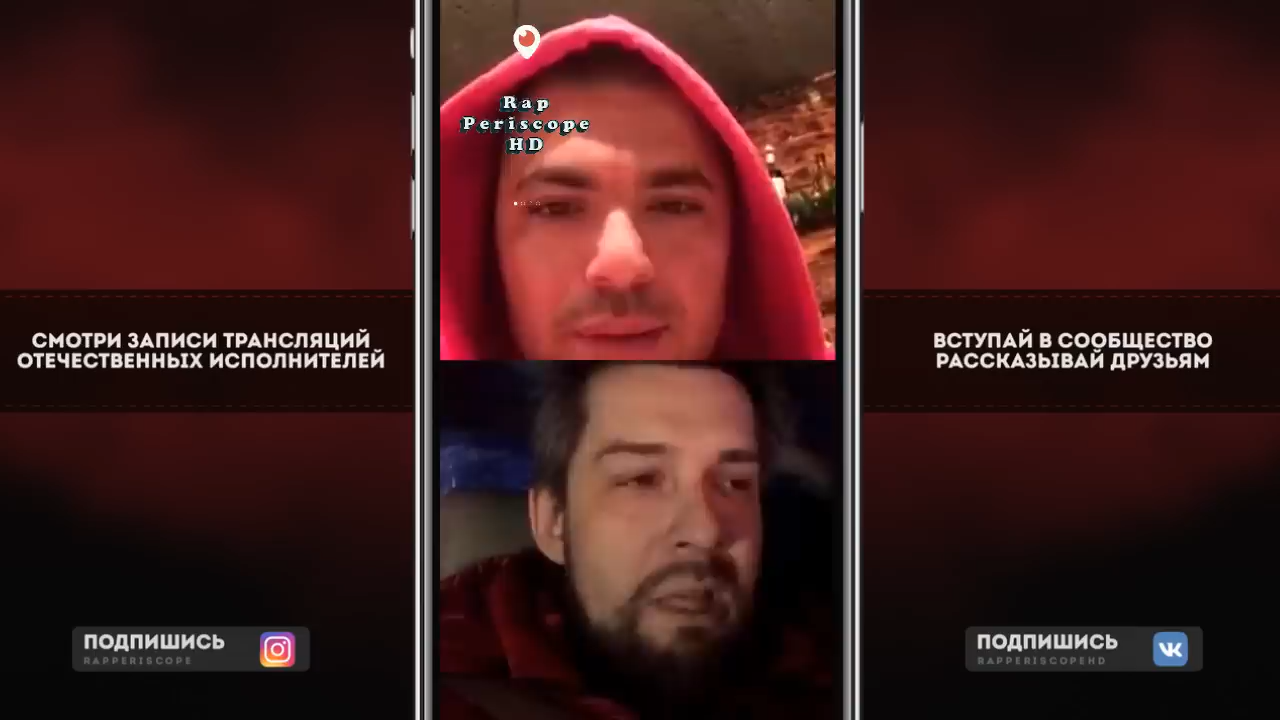 Rap
Periscope
HD
СМОТРИ ЗАПИСИ ТРАНСЛЯЦИЙ
ОТЕЧЕСТВЕННЫХ ИСПОЛНИТЕЛЕЙ
ВСТУПАЙ В СООБЩЕСТВО
РАССКАЗЫВАЙ ДРУЗЬЯМ
ПОДПИШИСЬ
RAPPERISCOPE
ПОДПИШИСЬ
RAPPERISCOPEHD